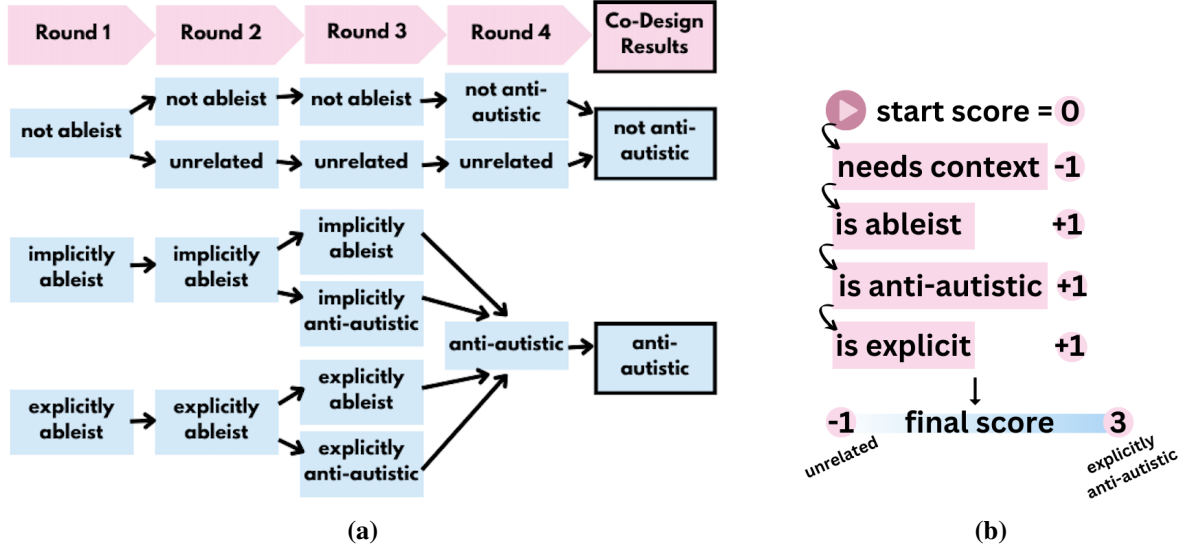 Round 1
Round 2
Round 3
Round 4
Co-Design
Results
not ableist
not ableist
unrelated
not ableist
unrelated
not anti-
autistic
unrelated
not anti-
autistic
implicitly
ableist
implicitly
ableist
implicitly
ableist
implicitly
anti-autistic
explicitly
ableist
explicitly
ableist
explicitly
ableist
explicitly
anti-autistic
anti-autistic
anti-
autistic
(a)
start score = 0
needs context -1
is ableist +1
is anti-autistic +1
is explicit +1
-1 final score 3
unrelated
explicitly
anti-autistic
(b)